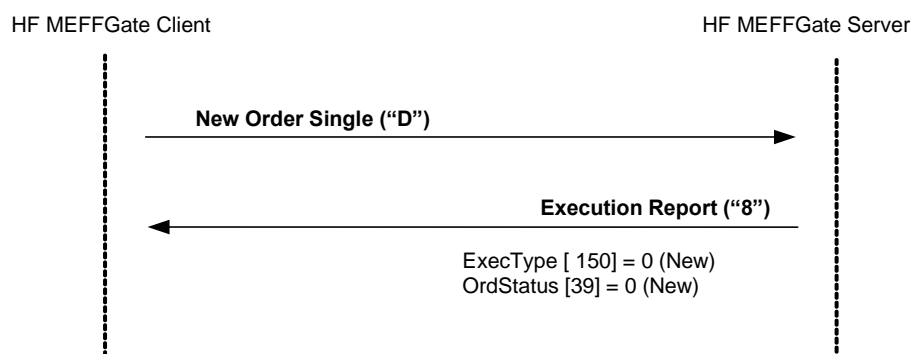 HF MEFFGate Client
HF MEFFGate Server
New Order Single (“D”)
Execution Report (“8”)
ExecType [ 150] = 0 (New)
OrdStatus [39] = 0 (New)